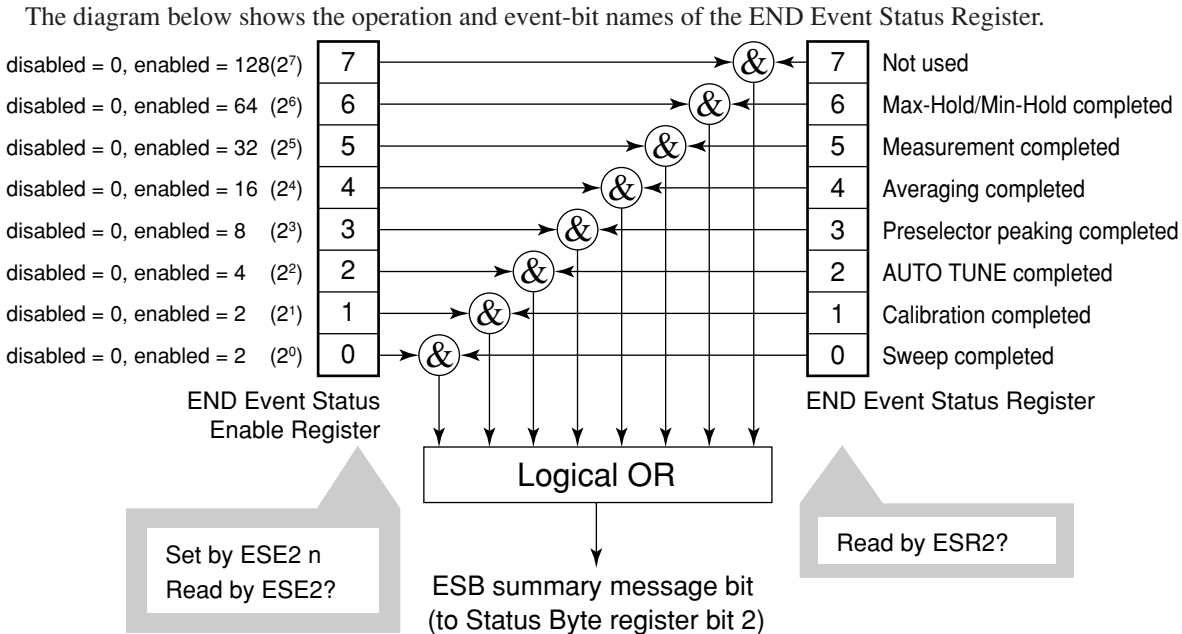 The diagram below shows the operation and event-bit names of the END Event Status Register.
disabled = 0, enabled = 128(2⁷) 7 & 7 Not used
disabled = 0, enabled = 64 (2⁶) 6 & 6 Max-Hold/Min-Hold completed
disabled = 0, enabled = 32 (2⁵) 5 & 5 Measurement completed
disabled = 0, enabled = 16 (2⁴) 4 & 4 Averaging completed
disabled = 0, enabled = 8 (2³) 3 & 3 Preselector peaking completed
disabled = 0, enabled = 4 (2²) 2 & 2 AUTO TUNE completed
disabled = 0, enabled = 2 (2¹) 1 & 1 Calibration completed
disabled = 0, enabled = 2 (2⁰) 0 & 0 Sweep completed
END Event Status
Enable Register
END Event Status Register
Logical OR
Set by ESE2 n
Read by ESE2?
Read by ESR2?
ESB summary message bit
(to Status Byte register bit 2)